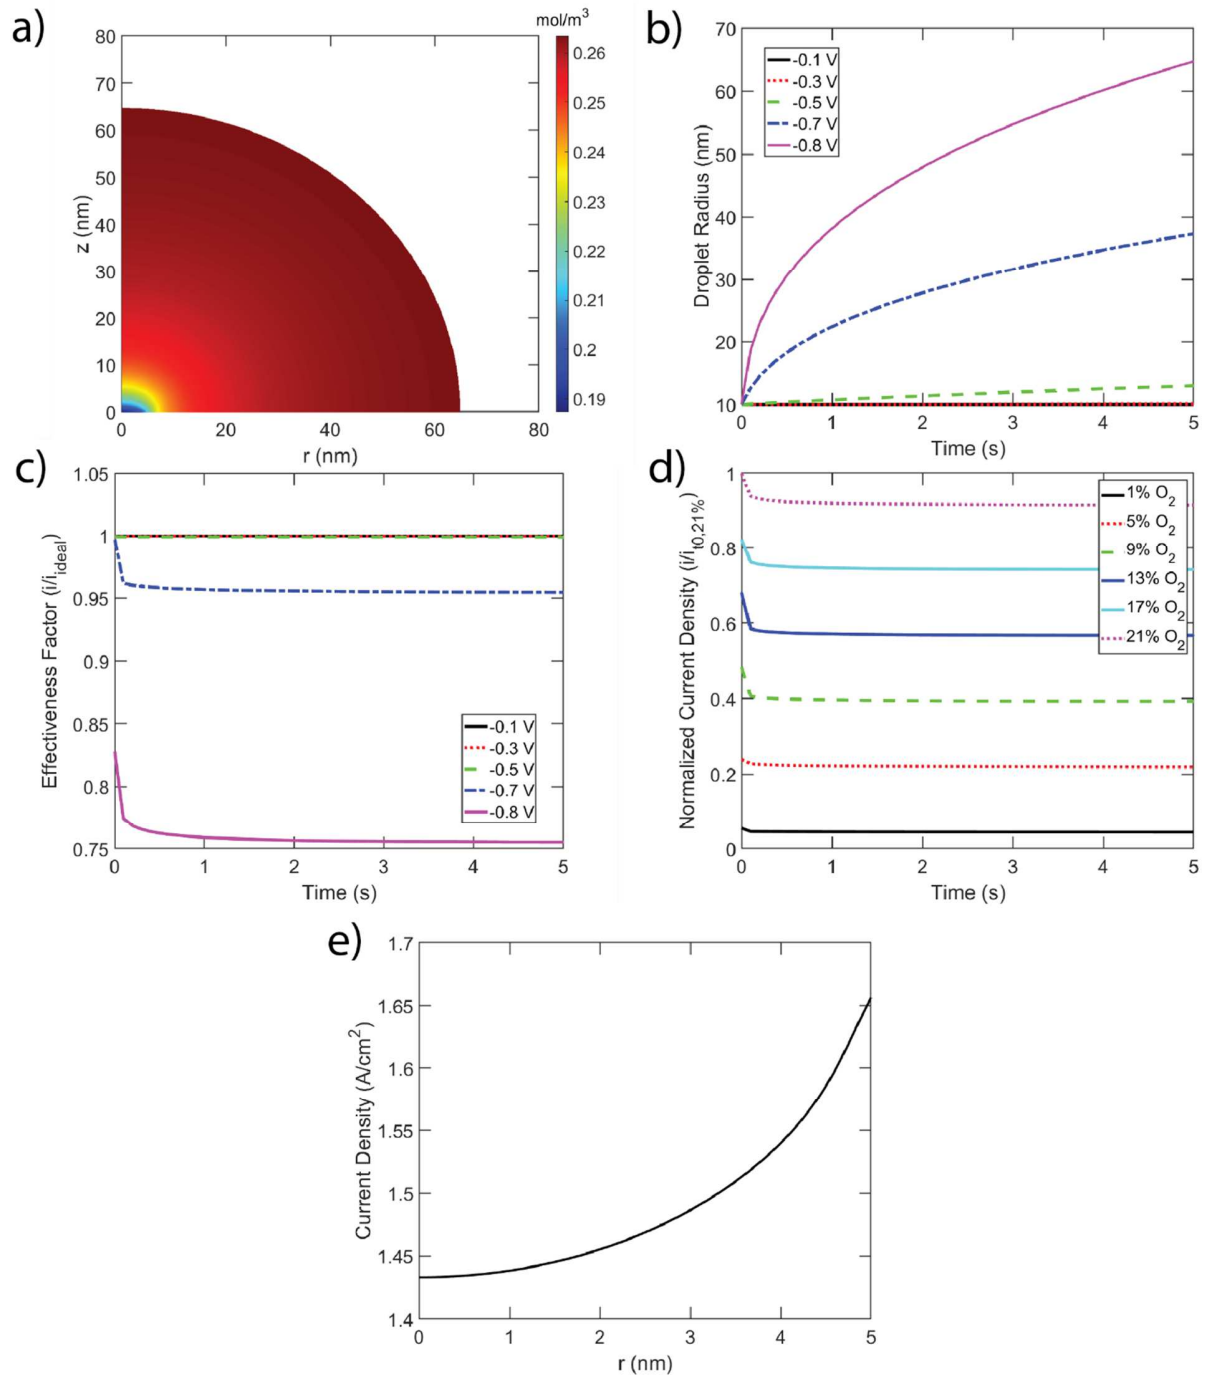 a)
mol/m³
80
70
60
50
40
30
20
10
0
z (nm)
0 20 40 60 80
r (nm)
0.26
0.25
0.24
0.23
0.22
0.21
0.2
0.19
b)
70
60
50
40
30
20
10
Droplet Radius (nm)
-0.1 V
-0.3 V
-0.5 V
-0.7 V
-0.8 V
0 1 2 3 4 5
Time (s)
c)
1.05
1
0.95
0.9
0.85
0.8
0.75
Effectiveness Factor (i/i_ideal)
-0.1 V
-0.3 V
-0.5 V
-0.7 V
-0.8 V
0 1 2 3 4 5
Time (s)
d)
1
0.8
0.6
0.4
0.2
0
Normalized Current Density (i/i_t0,21%)
1% O₂
5% O₂
9% O₂
13% O₂
17% O₂
21% O₂
0 1 2 3 4 5
Time (s)
e)
1.7
1.65
1.6
1.55
1.5
1.45
1.4
Current Density (A/cm²)
0 1 2 3 4 5
r (nm)